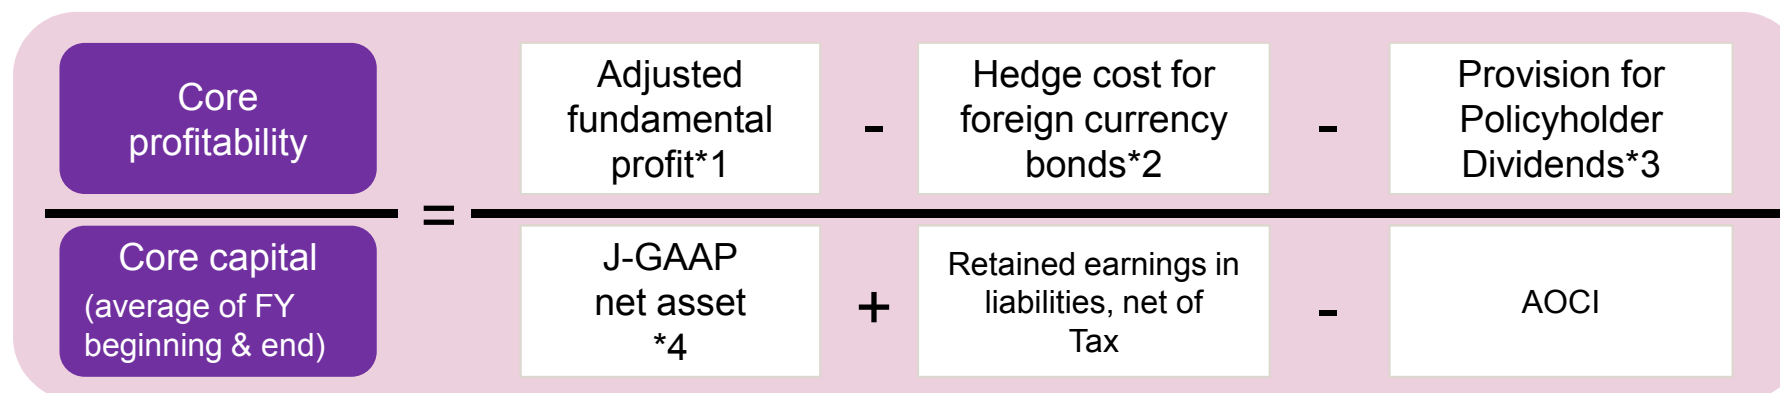 Core
profitability
Core capital
(average of FY
beginning & end)
=
Adjusted
fundamental
profit*1
-
Hedge cost for
foreign currency
bonds*2
-
Provision for
Policyholder
Dividends*3
J-GAAP
net asset
*4
+
Retained earnings in
liabilities, net of
Tax
-
AOCI